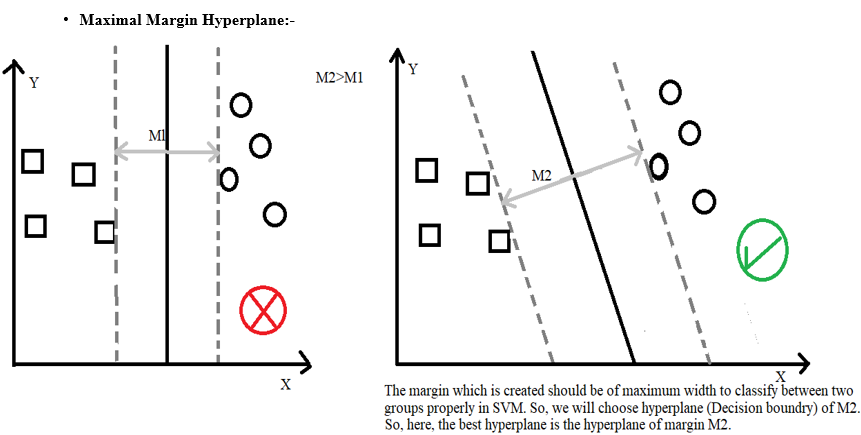 • Maximal Margin Hyperplane:-
M2>M1
Y
M1
X
Y
M2
X
The margin which is created should be of maximum width to classify between two
groups properly in SVM. So, we will choose hyperplane (Decision boundry) of M2.
So, here, the best hyperplane is the hyperplane of margin M2.